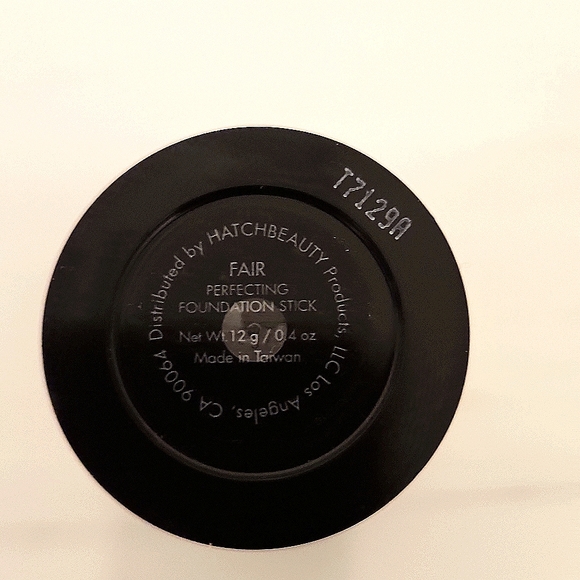 T7129A
Distributed by HATCHBEAUTY Products, LLC Los Angeles, CA 90064
FAIR
PERFECTING
FOUNDATION STICK
Net Wt. 12 g / 0.4 oz
Made in Taiwan